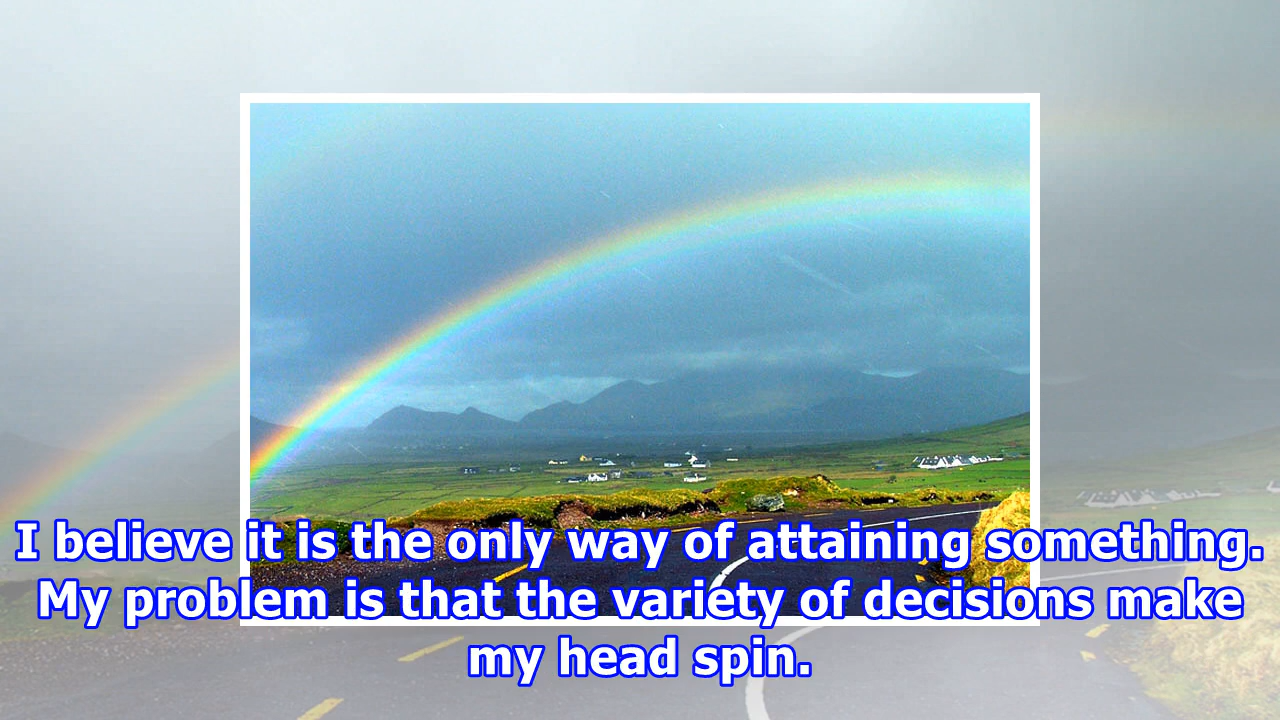 I believe it is the only way of attaining something.
My problem is that the variety of decisions make
my head spin.